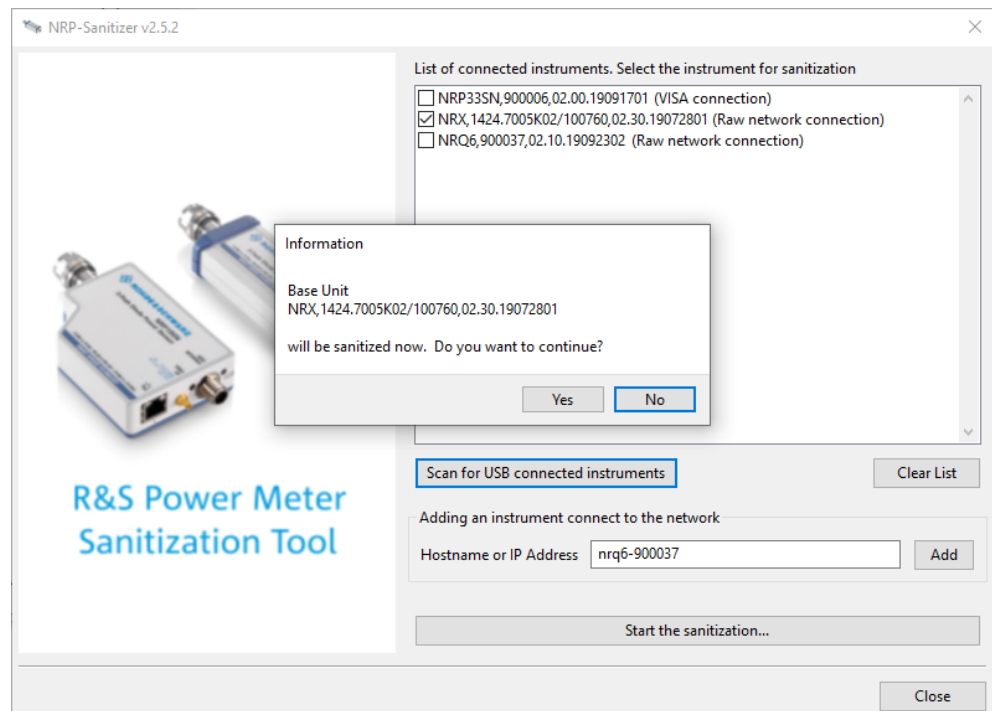 NRP-Sanitizer v2.5.2
List of connected instruments. Select the instrument for sanitization
NRP33SN,900006,02.00.19091701 (VISA connection)
NRX,1424.7005K02/100760,02.30.19072801 (Raw network connection)
NRQ6,900037,02.10.19092302 (Raw network connection)
Information
Base Unit
NRX,1424.7005K02/100760,02.30.19072801
will be sanitized now. Do you want to continue?
Yes
No
ROHDE&SCHWARZ
R&S Power Meter
Sanitization Tool
Scan for USB connected instruments
Clear List
Adding an instrument connect to the network
Hostname or IP Address
nrq6-900037
Add
Start the sanitization...
Close